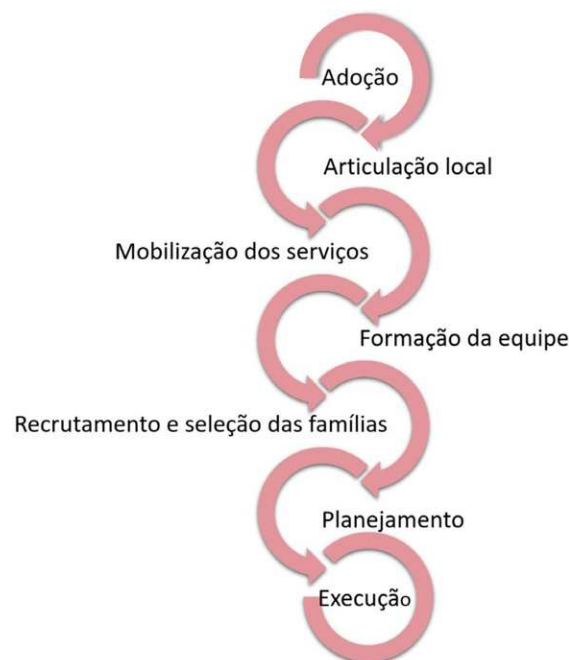 Adoção
Articulação local
Mobilização dos serviços
Formação da equipe
Recrutamento e seleção das famílias
Planejamento
Execução